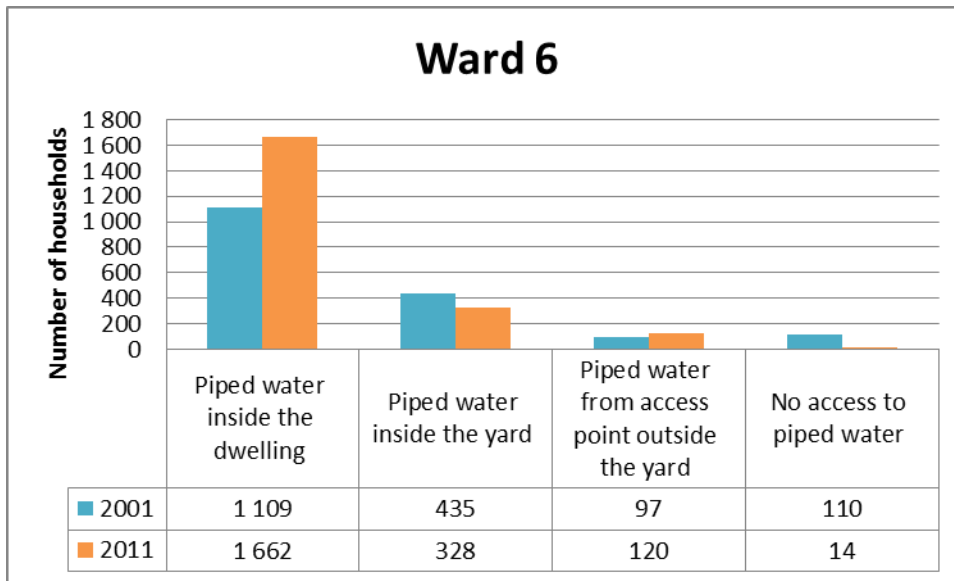 Ward 6
Number of households
1 800
1 600
1 400
1 200
1 000
800
600
400
200
0
Piped water
inside the
dwelling
Piped water
inside the yard
Piped water
from access
point outside
the yard
No access to
piped water
2001 1 109 435 97 110
2011 1 662 328 120 14